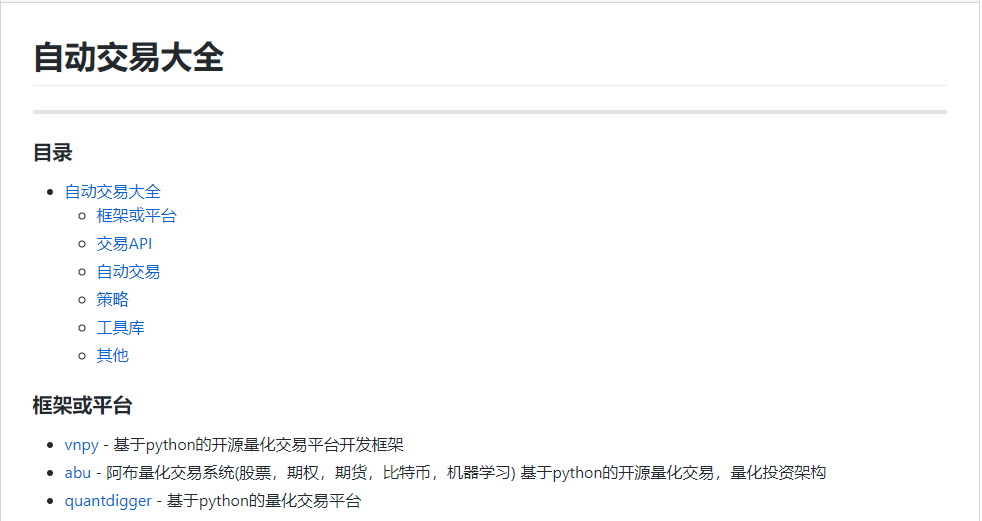 自动交易大全
目录
自动交易大全
框架或平台
交易API
自动交易
策略
工具库
其他
框架或平台
vnpy - 基于python的开源量化交易平台开发框架
abu - 阿布量化交易系统(股票，期权，期货，比特币，机器学习) 基于python的开源量化交易，量化投资架构
quantdigger - 基于python的量化交易平台